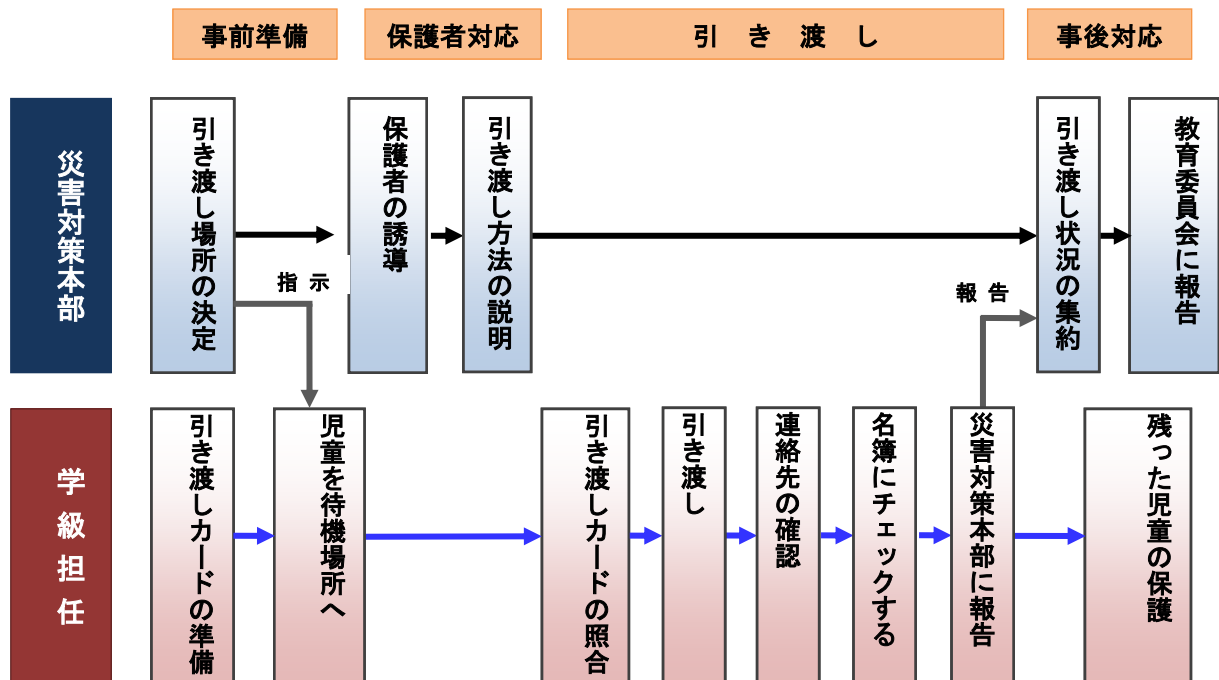 事前準備
保護者対応
引き渡し
事後対応
災害対策本部
引き渡し場所の決定
保護者の誘導
引き渡し方法の説明
引き渡し状況の集約
教育委員会に報告
指示
報告
学級担任
引き渡しカードの準備
児童を待機場所へ
引き渡しカードの照合
引き渡し
連絡先の確認
名簿にチェックする
災害対策本部に報告
残った児童の保護